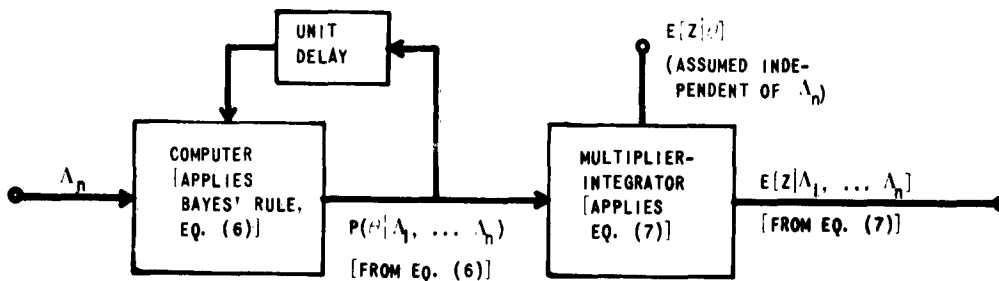 UNIT
DELAY
E[Z|θ]
(ASSUMED INDE-
PENDENT OF Λn)
COMPUTER
[APPLIES
BAYES' RULE,
EQ. (6)]
MULTIPLIER-
INTEGRATOR
[APPLIES
EQ. (7)]
Λn
P(θ|Λ1, ... Λn)
[FROM EQ. (6)]
E[Z|Λ1, ... Λn]
[FROM EQ. (7)]